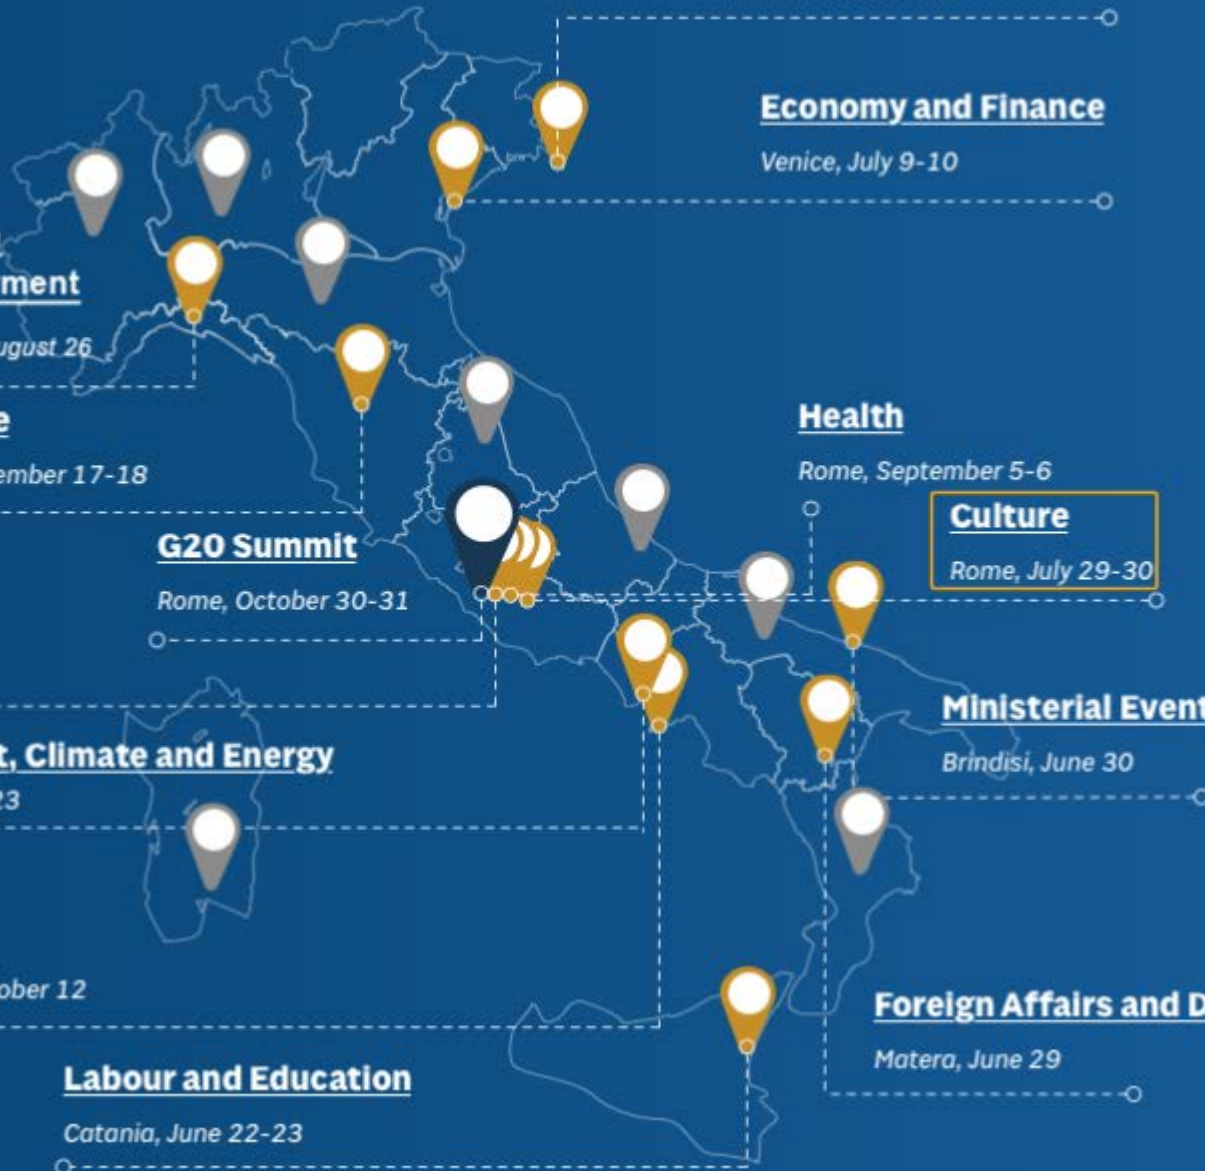 Economy and Finance
Venice, July 9-10
ment
ugust 26
e
ember 17-18
Health
Rome, September 5-6
Culture
Rome, July 29-30
G20 Summit
Rome, October 30-31
t, Climate and Energy
23
Ministerial Event
Brindisi, June 30
ober 12
Foreign Affairs and D
Matera, June 29
Labour and Education
Catania, June 22-23